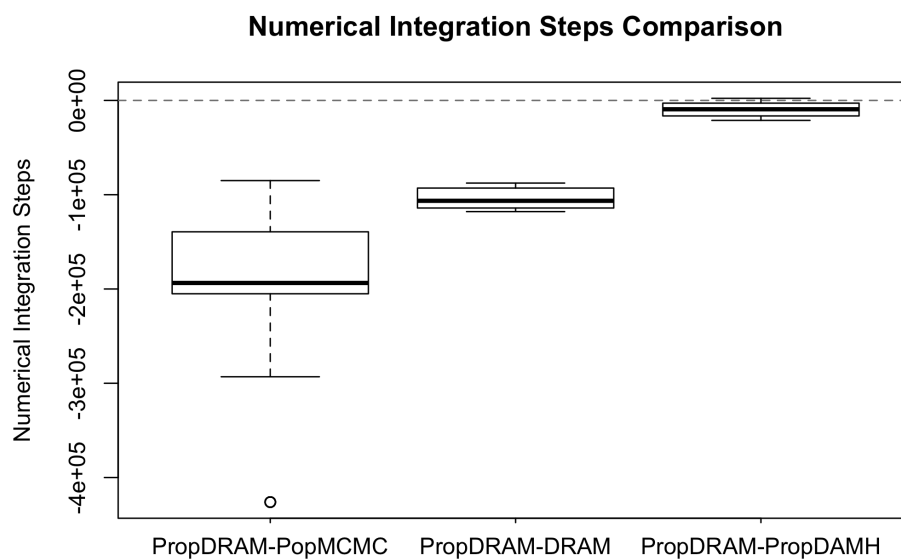 Numerical Integration Steps Comparison
Numerical Integration Steps
0e+00
-1e+05
-2e+05
-3e+05
-4e+05
PropDRAM-PopMCMC
PropDRAM-DRAM
PropDRAM-PropDAMH